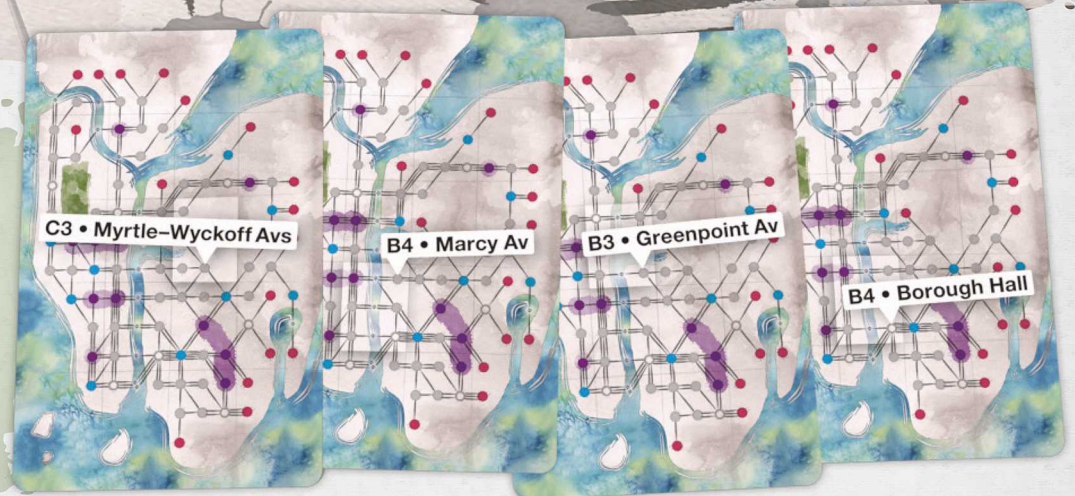 C3 • Myrtle–Wyckoff Avs
B4 • Marcy Av
B3 • Greenpoint Av
B4 • Borough Hall